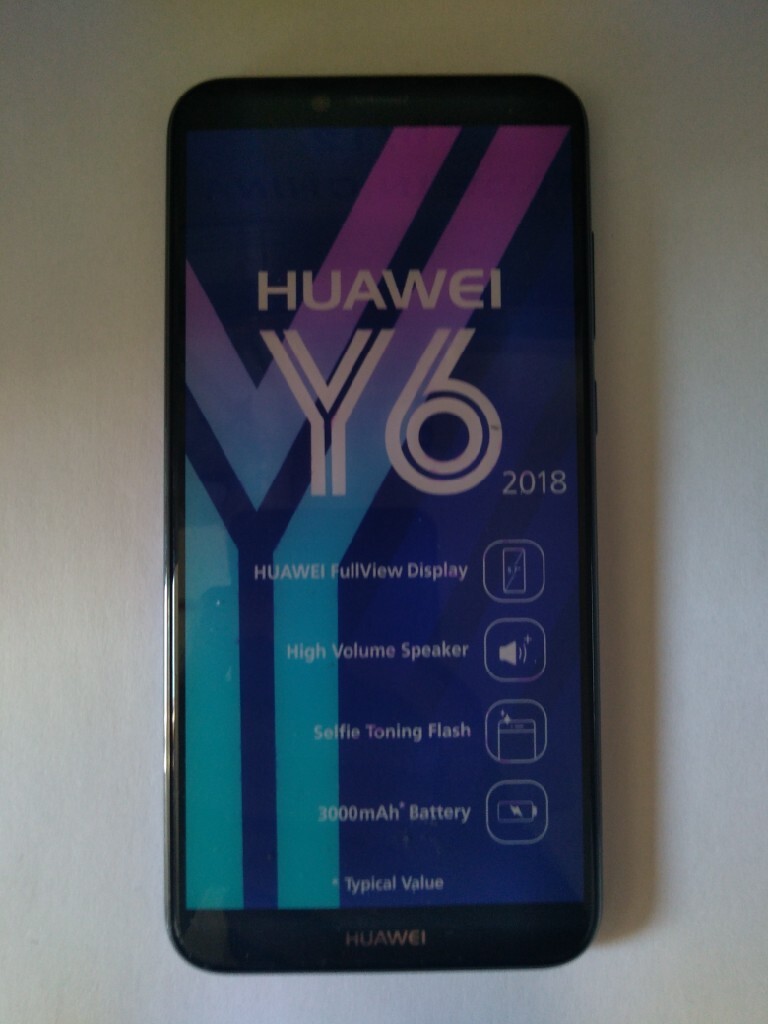 HUAWEI
Y6
2018
HUAWEI FullView Display
High Volume Speaker
Selfie Toning Flash
3000mAh* Battery
* Typical Value
HUAWEI